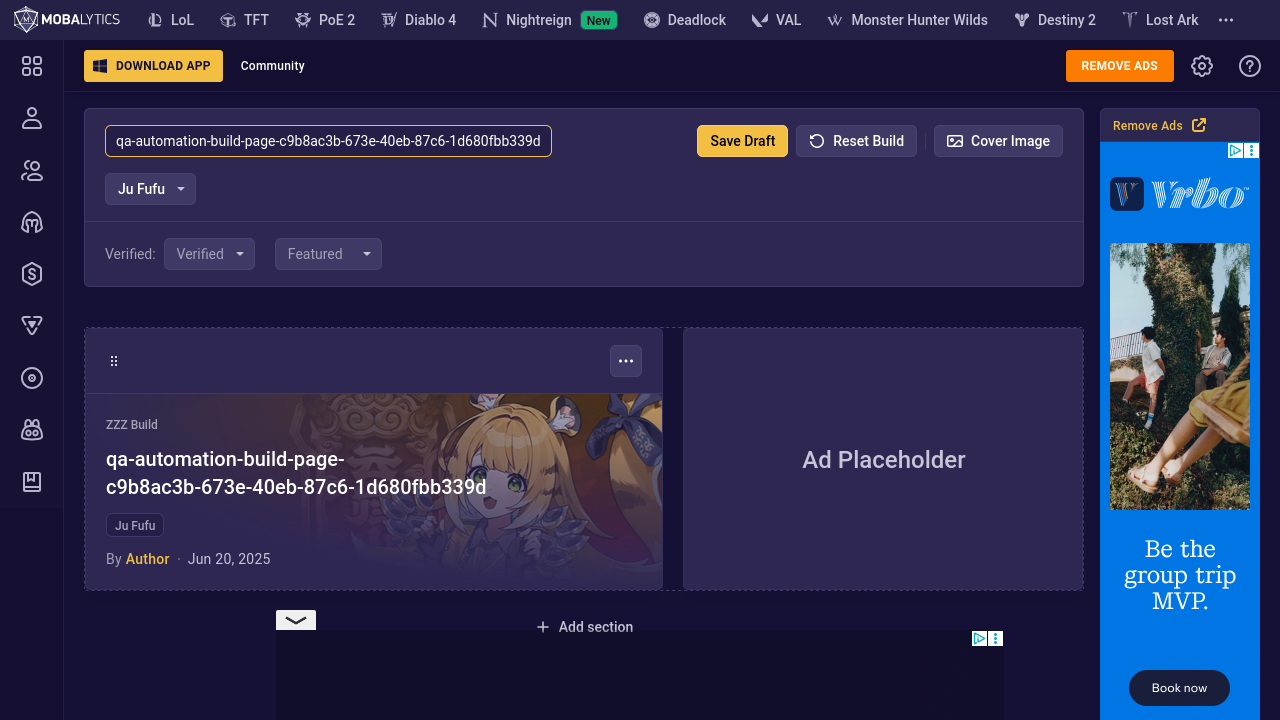 MOBALYTICS
LoL
TFT
PoE 2
Diablo 4
Nightreign
New
Deadlock
VAL
Monster Hunter Wilds
Destiny 2
Lost Ark
DOWNLOAD APP
Community
REMOVE ADS
qa-automation-build-page-c9b8ac3b-673e-40eb-87c6-1d680fbb339d
Save Draft
Reset Build
Cover Image
Remove Ads
Ju Fufu
Vrbo™
Verified:
Verified
Featured
ZZZ Build
qa-automation-build-page-
c9b8ac3b-673e-40eb-87c6-1d680fbb339d
Ju Fufu
By Author · Jun 20, 2025
Ad Placeholder
Be the
group trip
MVP.
Add section
Book now